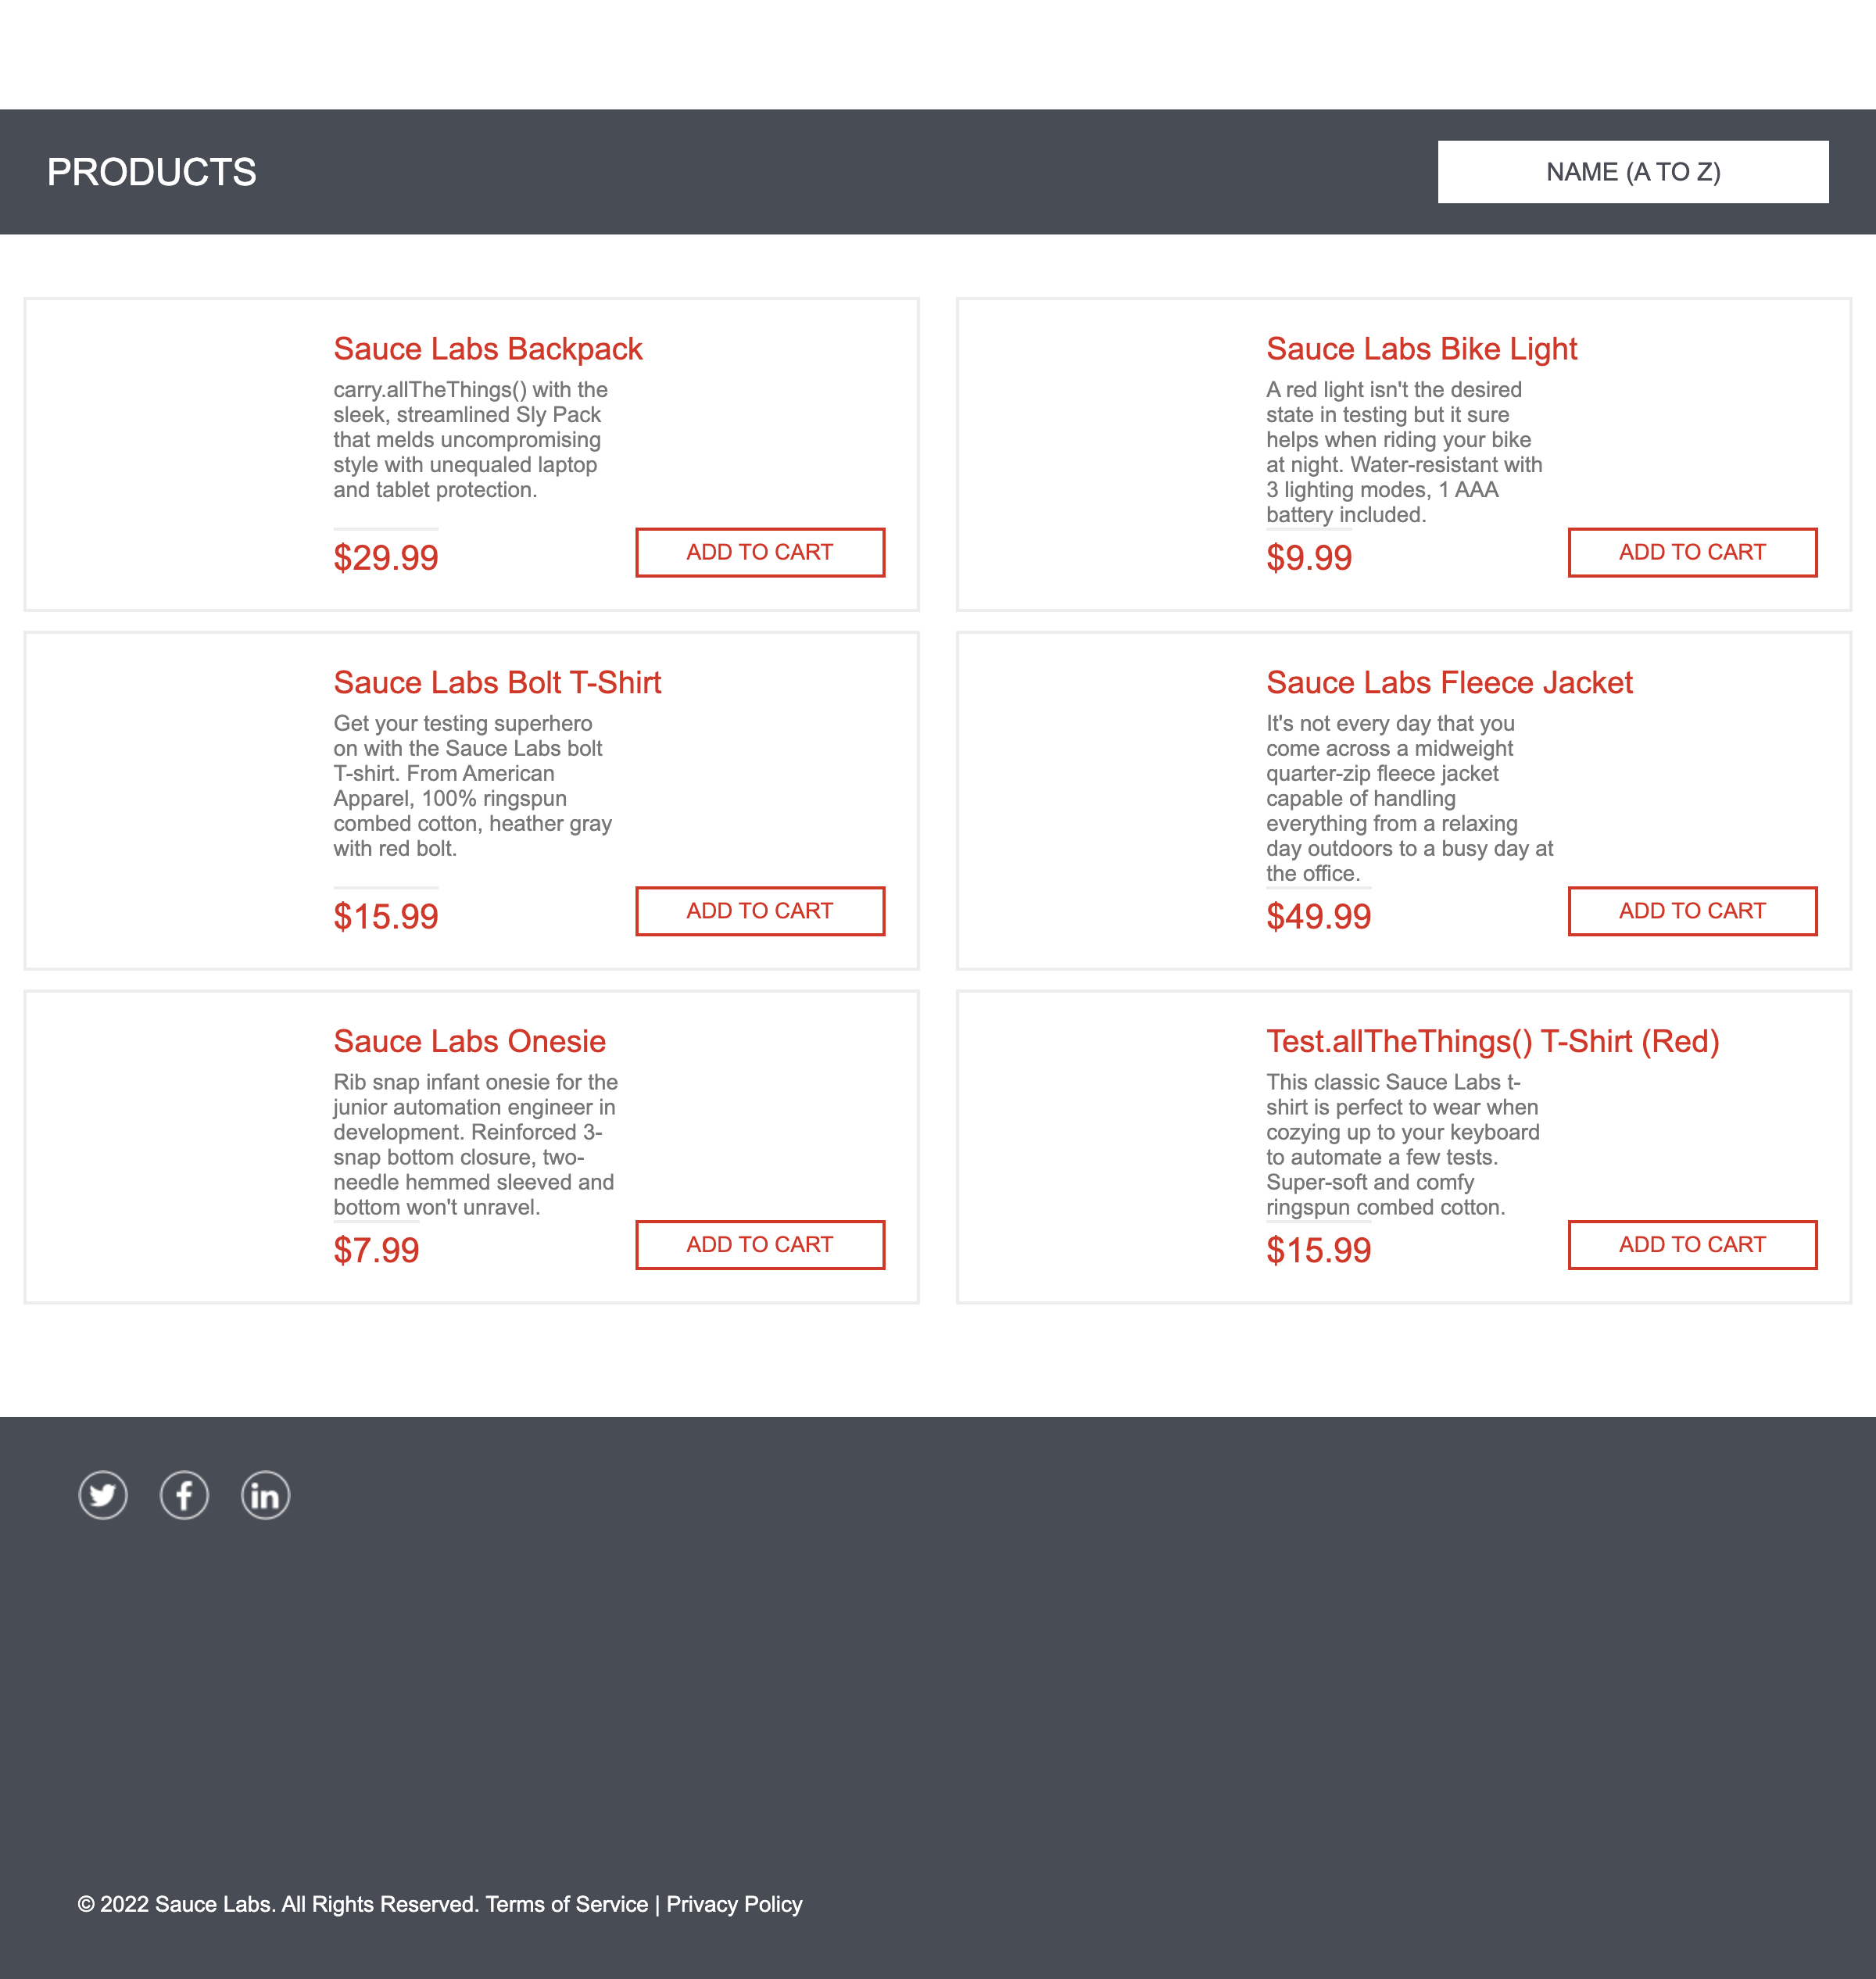 PRODUCTS
NAME (A TO Z)
Sauce Labs Backpack
carry.allTheThings() with the
sleek, streamlined Sly Pack
that melds uncompromising
style with unequaled laptop
and tablet protection.
$29.99
ADD TO CART
Sauce Labs Bike Light
A red light isn't the desired
state in testing but it sure
helps when riding your bike
at night. Water-resistant with
3 lighting modes, 1 AAA
battery included.
$9.99
ADD TO CART
Sauce Labs Bolt T-Shirt
Get your testing superhero
on with the Sauce Labs bolt
T-shirt. From American
Apparel, 100% ringspun
combed cotton, heather gray
with red bolt.
$15.99
ADD TO CART
Sauce Labs Fleece Jacket
It's not every day that you
come across a midweight
quarter-zip fleece jacket
capable of handling
everything from a relaxing
day outdoors to a busy day at
the office.
$49.99
ADD TO CART
Sauce Labs Onesie
Rib snap infant onesie for the
junior automation engineer in
development. Reinforced 3-
snap bottom closure, two-
needle hemmed sleeved and
bottom won't unravel.
$7.99
ADD TO CART
Test.allTheThings() T-Shirt (Red)
This classic Sauce Labs t-
shirt is perfect to wear when
cozying up to your keyboard
to automate a few tests.
Super-soft and comfy
ringspun combed cotton.
$15.99
ADD TO CART
© 2022 Sauce Labs. All Rights Reserved. Terms of Service | Privacy Policy